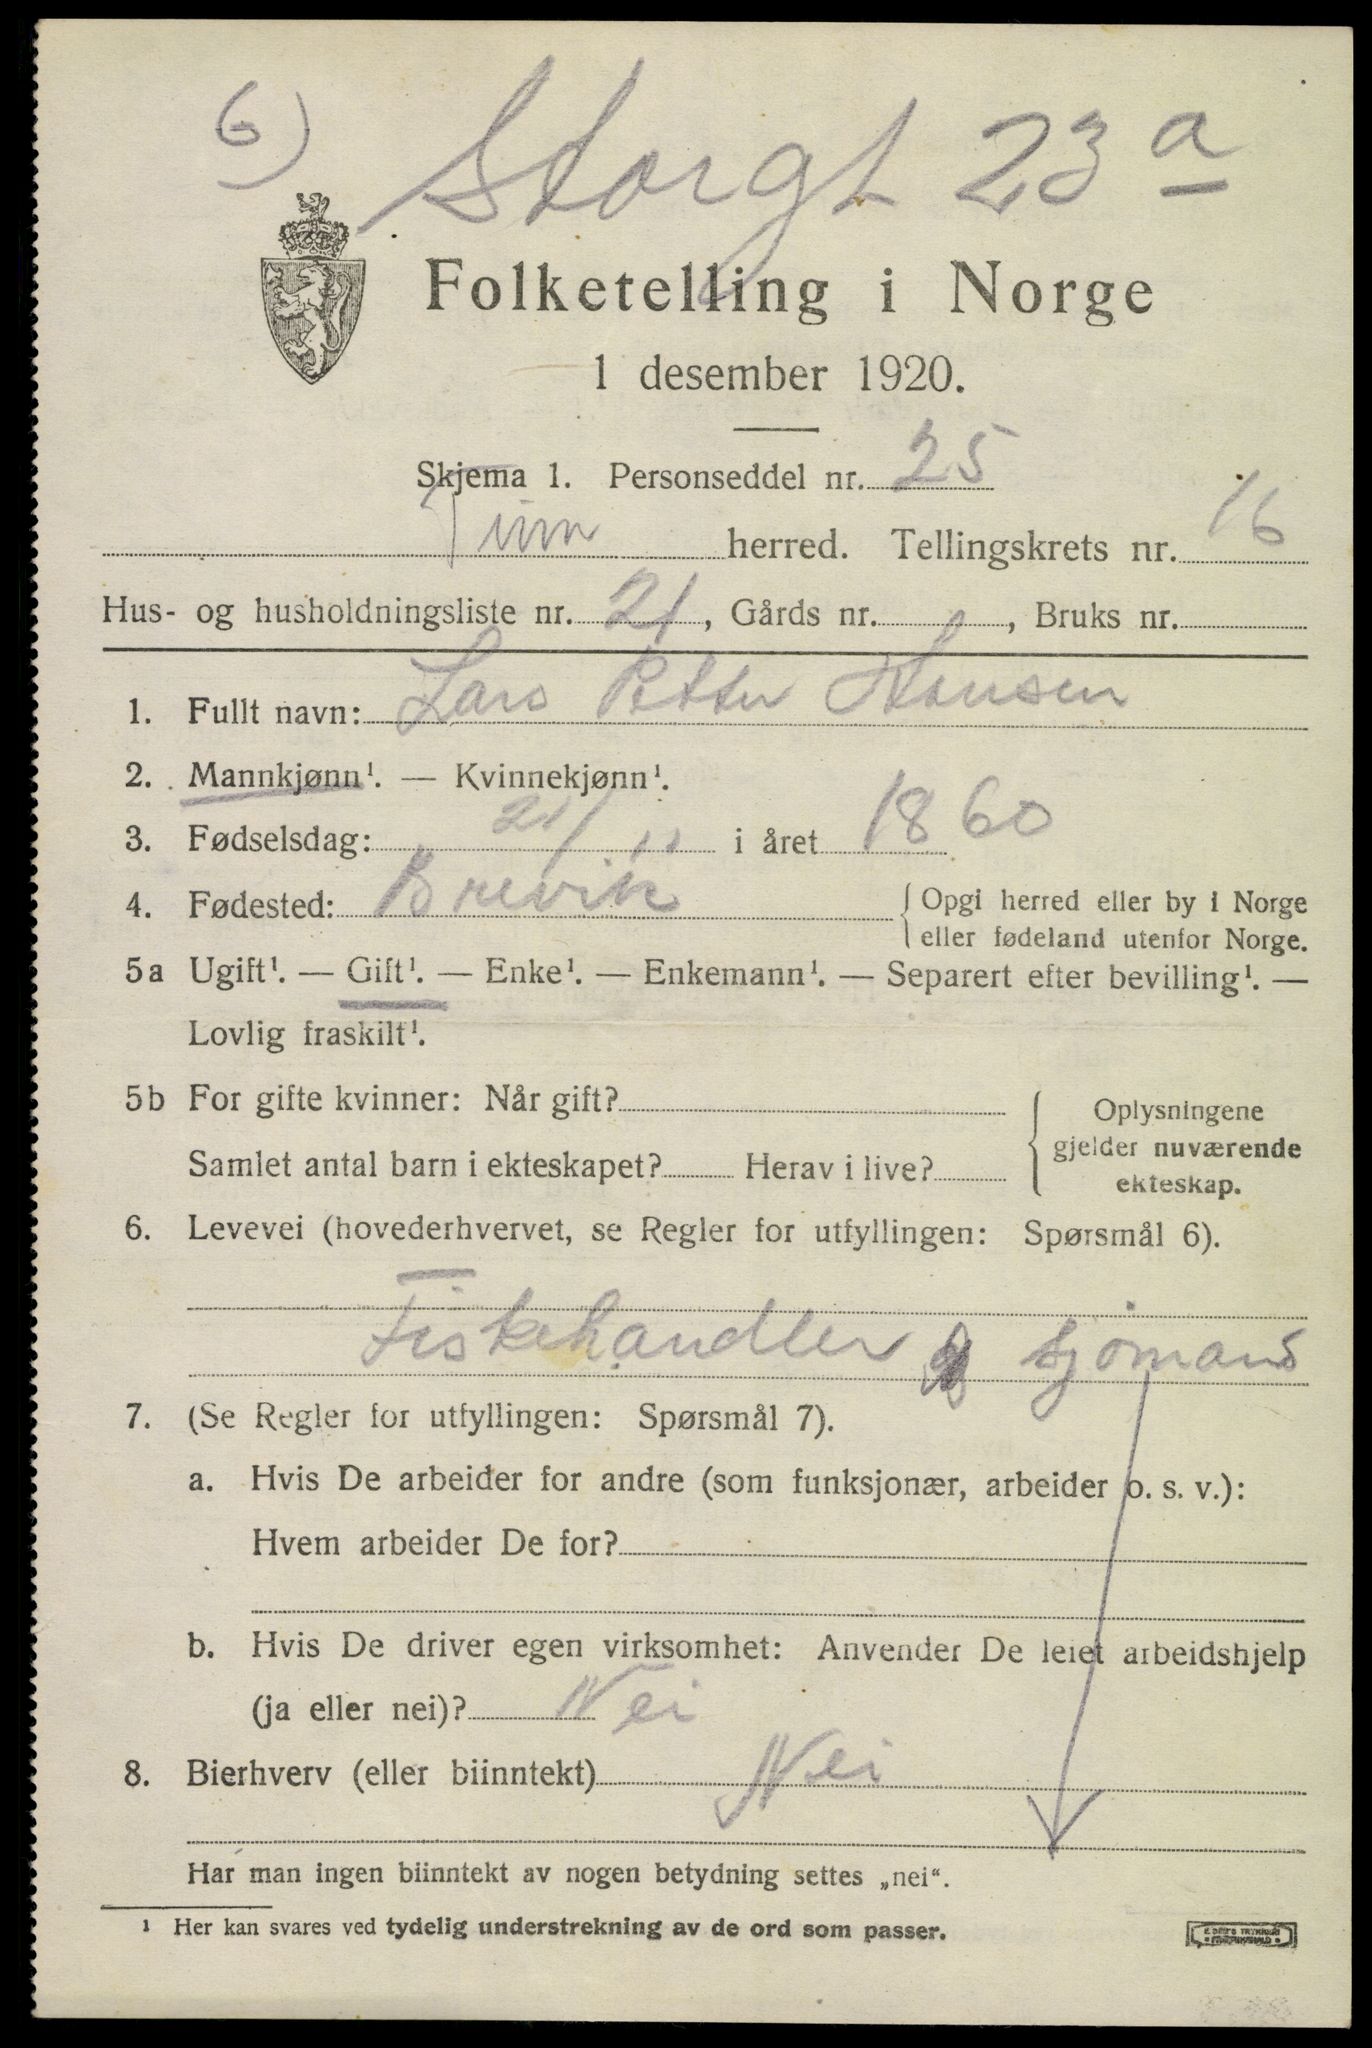 6)
Storgt 23 a
Folketelling i Norge
1 desember 1920.
Skjema 1. Personseddel nr. 25
Tinn herred. Tellingskrets nr. 16
Hus- og husholdningsliste nr. 21, Gårds nr. , Bruks nr.
1. Fullt navn: Lars Petter Hansen
2. Mannkjønn¹. — Kvinnekjønn¹.
3. Fødselsdag: 21/11 i året 1860
4. Fødested: Brevik { Opgi herred eller by i Norge
eller fødeland utenfor Norge.
5a Ugift¹. — Gift¹. — Enke¹. — Enkemann¹. — Separert efter bevilling¹. —
Lovlig fraskilt¹.
5b For gifte kvinner: Når gift?
Samlet antal barn i ekteskapet? Herav i live?
Oplysningene
gjelder nuværende
ekteskap.
6. Levevei (hovederhvervet, se Regler for utfyllingen: Spørsmål 6).
Fiskehandler og sjømand
7. (Se Regler for utfyllingen: Spørsmål 7).
a. Hvis De arbeider for andre (som funksjonær, arbeider o. s. v.):
Hvem arbeider De for?
b. Hvis De driver egen virksomhet: Anvender De leiet arbeidshjelp
(ja eller nei)? Nei
8. Bierhverv (eller biinntekt) Nei
Har man ingen biinntekt av nogen betydning settes „nei“.
¹ Her kan svares ved tydelig understrekning av de ord som passer.